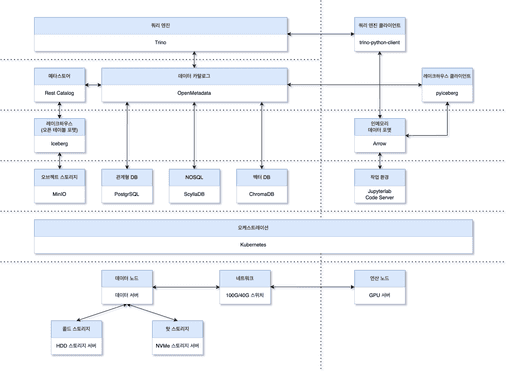 쿼리 엔진
Trino
쿼리 엔진 클라이언트
trino-python-client
메타스토어
Rest Catalog
데이터 카탈로그
OpenMetadata
레이크하우스 클라이언트
pyiceberg
레이크하우스
(오픈 테이블 포맷)
Iceberg
인메모리
데이터 포맷
Arrow
오브젝트 스토리지
MinIO
관계형 DB
PostgrSQL
NOSQL
ScyllaDB
벡터 DB
ChromaDB
작업 환경
Jupyterlab
Code Server
오케스트레이션
Kubernetes
데이터 노드
데이터 서버
네트워크
100G/40G 스위치
연산 노드
GPU 서버
콜드 스토리지
HDD 스토리지 서버
핫 스토리지
NVMe 스토리지 서버